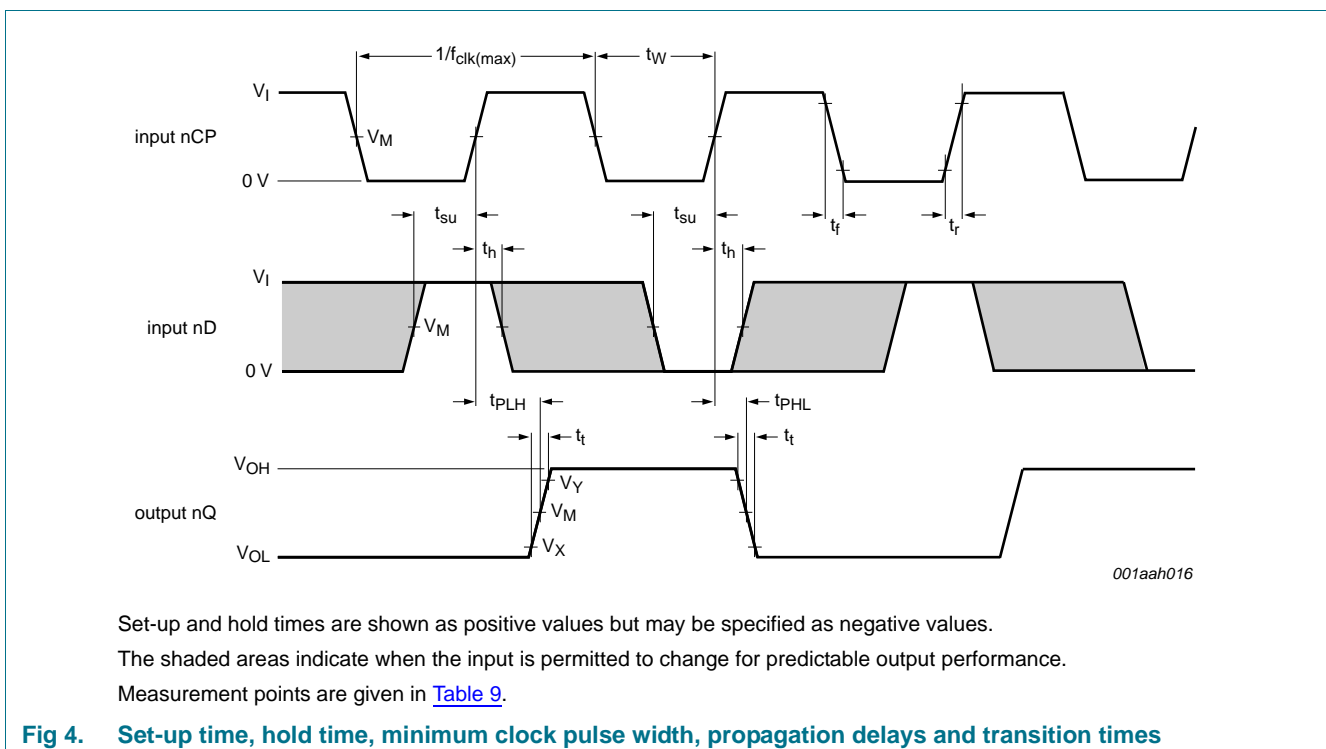 1/fclk(max)
tW
VI
input nCP
VM
0 V
tsu
tsu
tf
tr
th
th
VI
input nD
VM
0 V
tPLH
tPHL
tt
tt
VOH
VY
output nQ
VM
VX
VOL
001aah016
Set-up and hold times are shown as positive values but may be specified as negative values.
The shaded areas indicate when the input is permitted to change for predictable output performance.
Measurement points are given in Table 9.
Fig 4. Set-up time, hold time, minimum clock pulse width, propagation delays and transition times